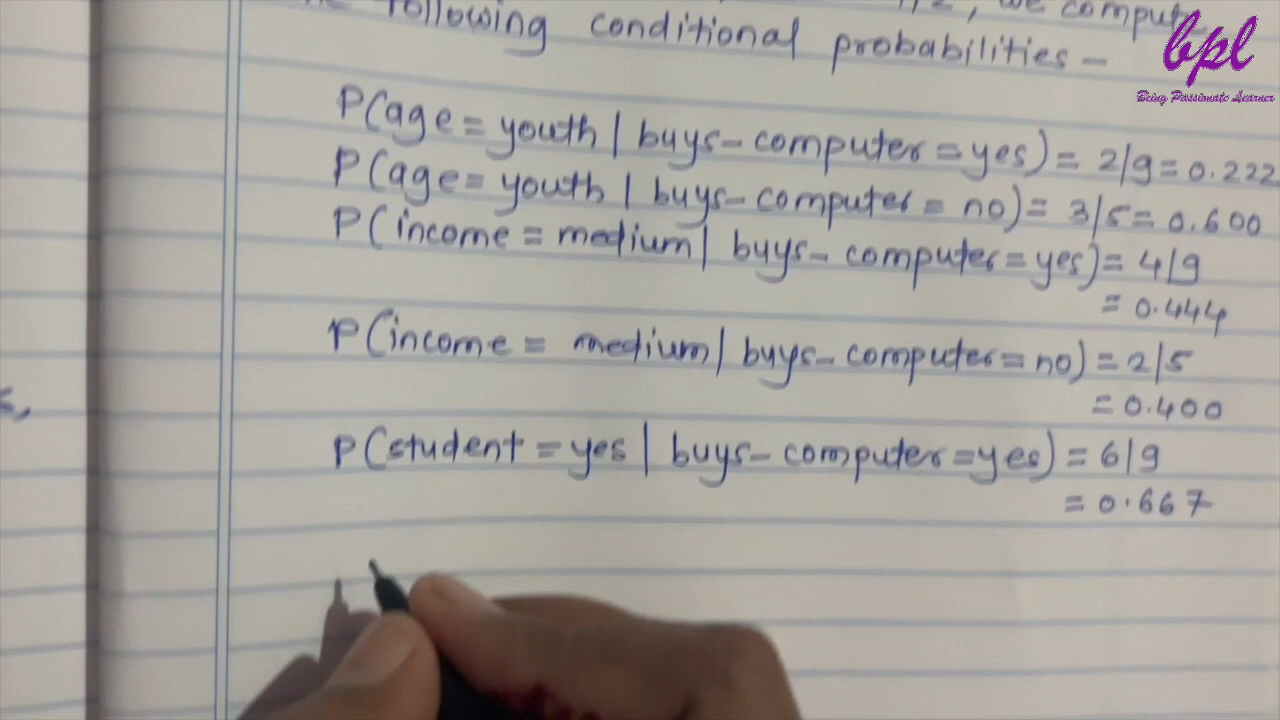 following conditional probabilities -
P(age = youth | buys-computer = yes) = 2/9 = 0.222
P(age = youth | buys-computer = no) = 3/5 = 0.600
P(income = medium | buys-computer = yes) = 4/9
= 0.444
P(income = medium | buys-computer = no) = 2/5
= 0.400
P(student = yes | buys-computer = yes) = 6/9
= 0.667
bpl
Being Passionate Learner